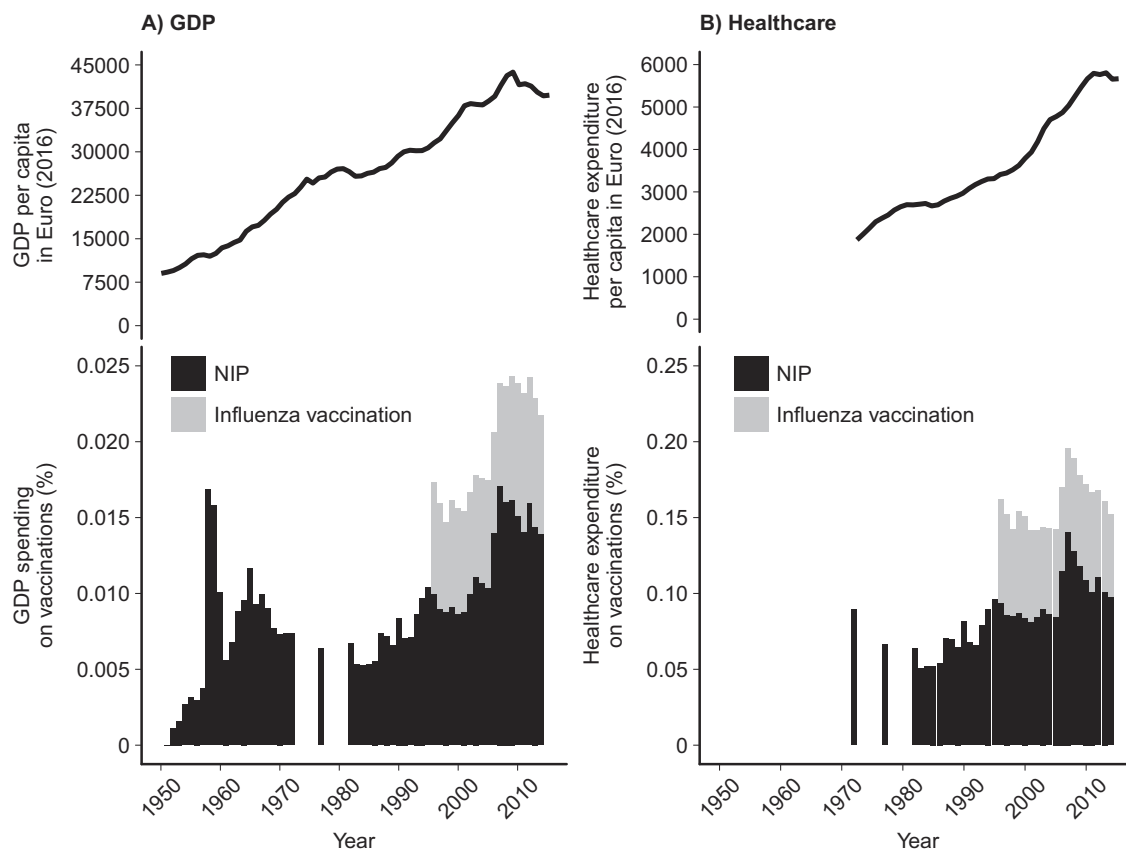 A) GDP
GDP per capita
in Euro (2016)
45000
37500
30000
22500
15000
7500
0
GDP spending
on vaccinations (%)
0.025
0.020
0.015
0.010
0.005
0
NIP
Influenza vaccination
1950
1960
1970
1980
1990
2000
2010
Year
B) Healthcare
Healthcare expenditure
per capita in Euro (2016)
6000
5000
4000
3000
2000
1000
0
Healthcare expenditure
on vaccinations (%)
0.25
0.20
0.15
0.10
0.05
0
NIP
Influenza vaccination
1950
1960
1970
1980
1990
2000
2010
Year